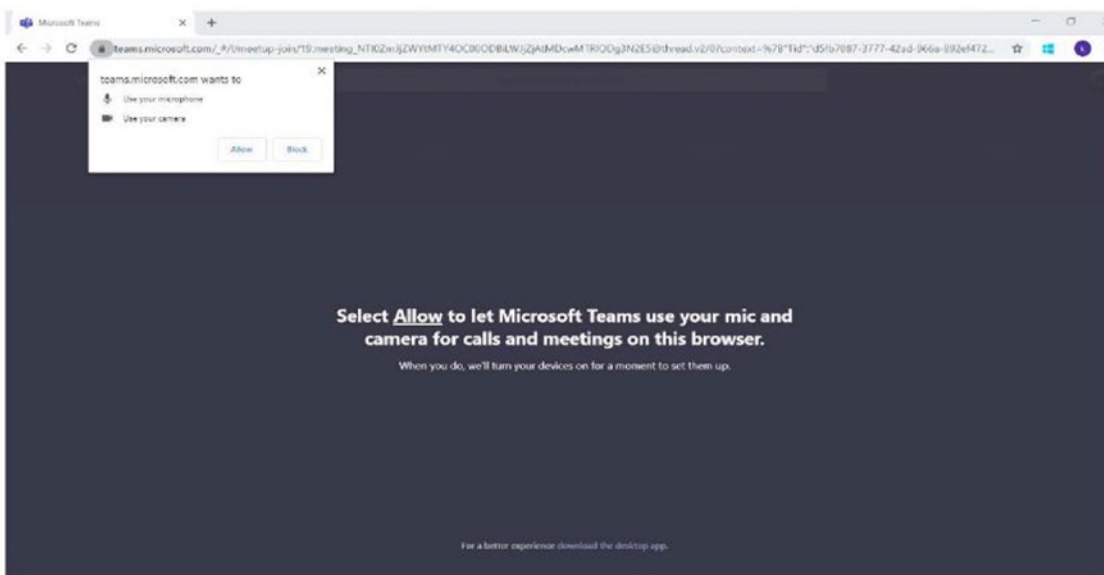 Microsoft Teams
teams.microsoft.com wants to
Use your microphone
Use your camera
Allow
Block
Select Allow to let Microsoft Teams use your mic and
camera for calls and meetings on this browser.
When you do, we'll turn your devices on for a moment to set them up.
For a better experience download the desktop app.